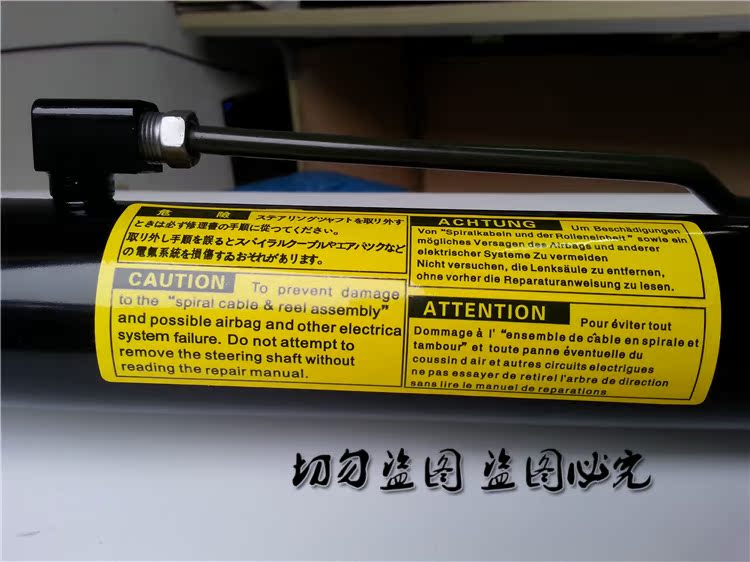 危 險 ステアリングツャフトを取り外す
ときは必ず修理書の手順に従つてください。
取り外し手順を誤るとスパイラルクーブルやエアパツクなど
の電氣系統を損傷するおそれがあリます。
CAUTION To prevent damage
to the "spiral cable & reel assembly"
and possible airbag and other electrica
system failure. Do not attempt to
remove the steering shaft without
reading the repair manual.
ACHTUNG Um Beschädigungen
Von "Spiralkabeln und der Rolleneinheit" sowie ein
mögliches Versagen des Airbags und anderer
elektrischer Systeme Zu vermeiden
Nicht versuchen, die Lenksäule zu entfernen,
ohne vorher die Reparaturanweisung zu lesen.
ATTENTION Pour éviter tout
Dommage à l' "ensemble de cable en spirale et
tambour" et toute panne éventuelle du
coussin d air et autres circuits electrigues
ne pas essayer de retirel l'arbre de direction
sans lire le manuel de reparations
切勿盗图 盗图必究